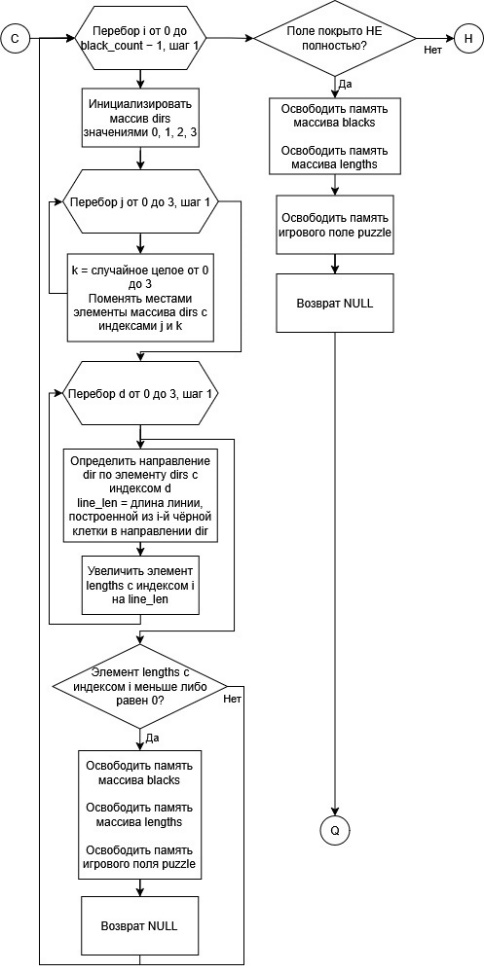 С
Перебор i от 0 до
black_count − 1, шаг 1
Инициализировать
массив dirs
значениями 0, 1, 2, 3
Перебор j от 0 до 3, шаг 1
k = случайное целое от 0
до 3
Поменять местами
элементы массива dirs с
индексами j и k
Перебор d от 0 до 3, шаг 1
Определить направление
dir по элементу dirs с
индексом d
line_len = длина линии,
построенной из i-й чёрной
клетки в направлении dir
Увеличить элемент
lengths с индексом i
на line_len
Элемент lengths с
индексом i меньше либо
равен 0?
Нет
Да
Освободить память
массива blacks
Освободить память
массива lengths
Освободить память
игрового поля puzzle
Возврат NULL
Поле покрыто НЕ
полностью?
Нет
Н
Да
Освободить память
массива blacks
Освободить память
массива lengths
Освободить память
игрового поле puzzle
Возврат NULL
Q